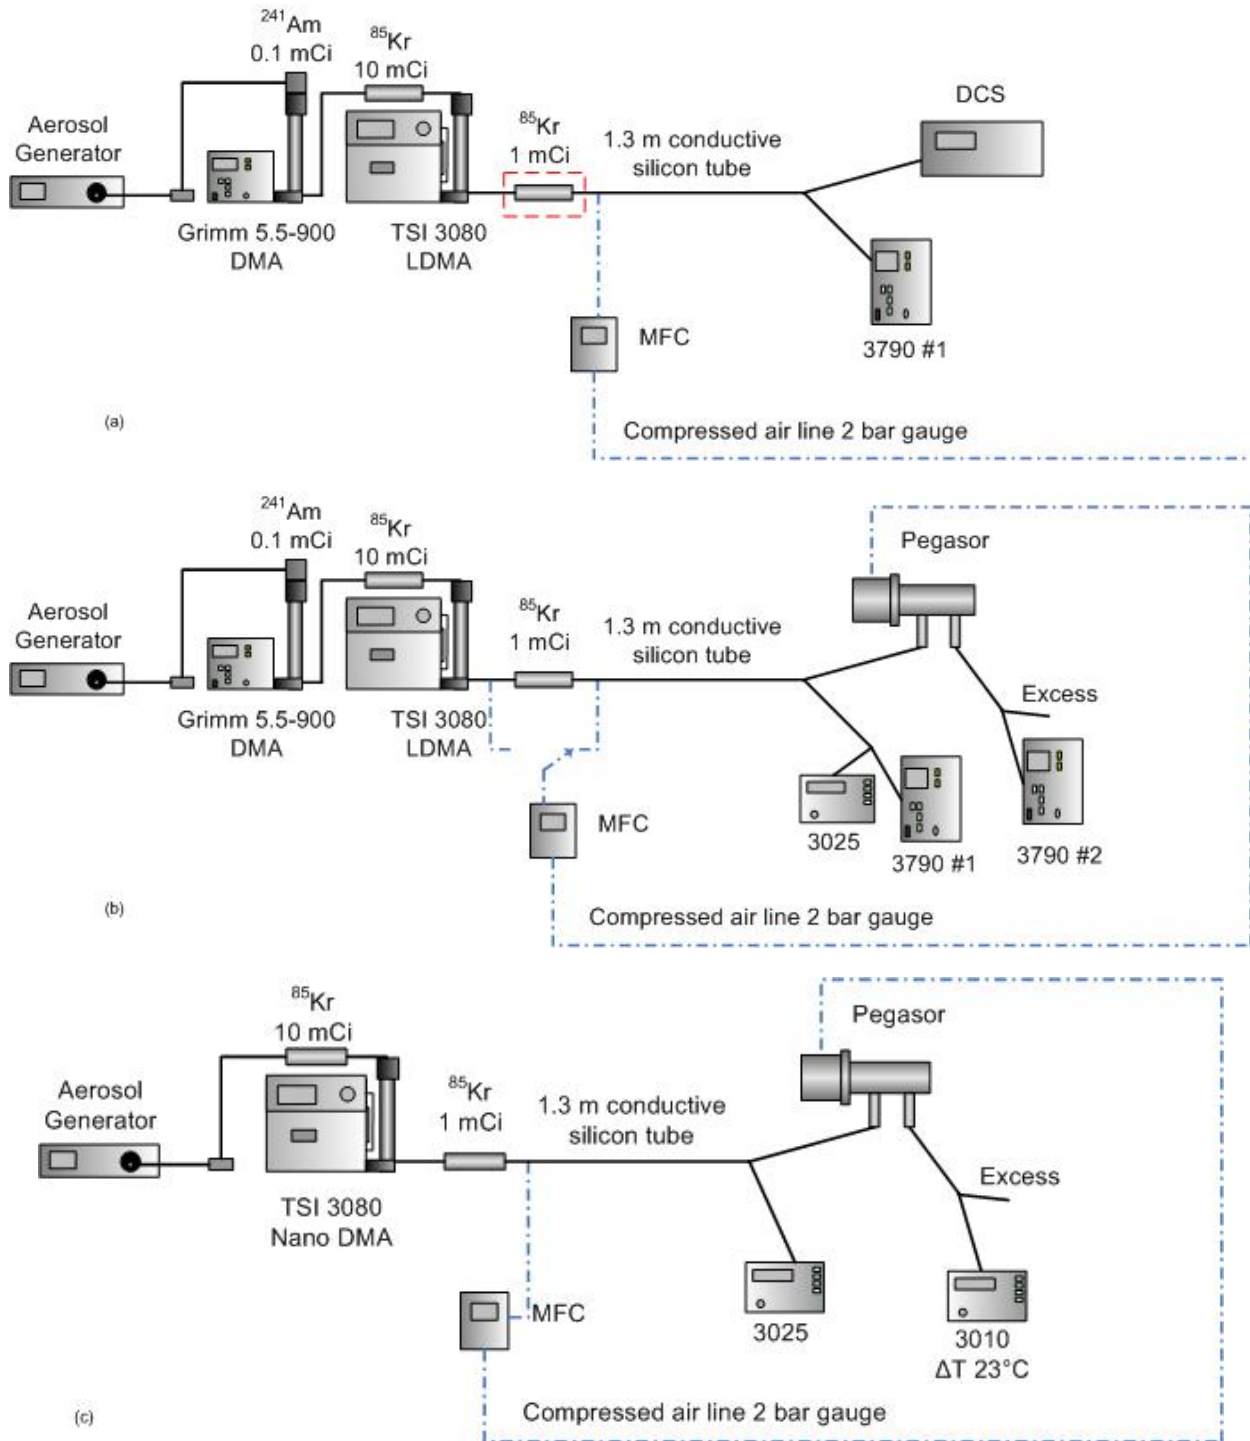 ²⁴¹Am
0.1 mCi
⁸⁵Kr
10 mCi
Aerosol
Generator
Grimm 5.5-900
DMA
TSI 3080
LDMA
⁸⁵Kr
1 mCi
1.3 m conductive
silicon tube
DCS
MFC
3790 #1
(a)
Compressed air line 2 bar gauge
²⁴¹Am
0.1 mCi
⁸⁵Kr
10 mCi
Aerosol
Generator
Grimm 5.5-900
DMA
TSI 3080
LDMA
⁸⁵Kr
1 mCi
1.3 m conductive
silicon tube
Pegasor
Excess
MFC
3025
3790 #1
3790 #2
(b)
Compressed air line 2 bar gauge
⁸⁵Kr
10 mCi
Aerosol
Generator
TSI 3080
Nano DMA
⁸⁵Kr
1 mCi
1.3 m conductive
silicon tube
Pegasor
Excess
MFC
3025
3010
ΔT 23°C
(c)
Compressed air line 2 bar gauge